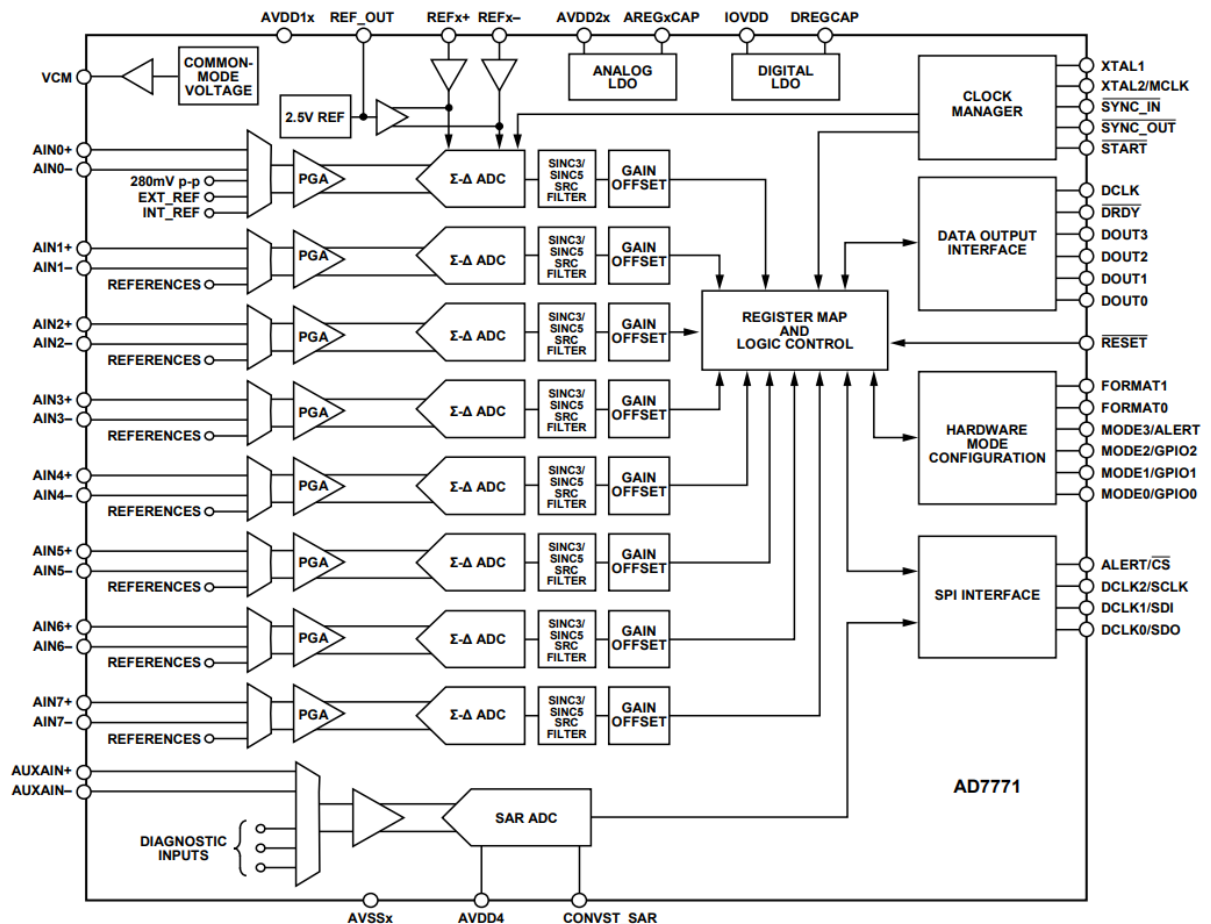 AVDD1x REF_OUT REFx+ REFx– AVDD2x AREGxCAP IOVDD DREGCAP
VCM
COMMON-
MODE
VOLTAGE
2.5V REF
ANALOG
LDO
DIGITAL
LDO
CLOCK
MANAGER
XTAL1
XTAL2/MCLK
SYNC_IN
SYNC_OUT
START
AIN0+
AIN0–
280mV p-p
EXT_REF
INT_REF
PGA
Σ-Δ ADC
SINC3/
SINC5
SRC
FILTER
GAIN
OFFSET
AIN1+
AIN1–
REFERENCES
PGA
Σ-Δ ADC
SINC3/
SINC5
SRC
FILTER
GAIN
OFFSET
AIN2+
AIN2–
REFERENCES
PGA
Σ-Δ ADC
SINC3/
SINC5
SRC
FILTER
GAIN
OFFSET
AIN3+
AIN3–
REFERENCES
PGA
Σ-Δ ADC
SINC3/
SINC5
SRC
FILTER
GAIN
OFFSET
AIN4+
AIN4–
REFERENCES
PGA
Σ-Δ ADC
SINC3/
SINC5
SRC
FILTER
GAIN
OFFSET
AIN5+
AIN5–
REFERENCES
PGA
Σ-Δ ADC
SINC3/
SINC5
SRC
FILTER
GAIN
OFFSET
AIN6+
AIN6–
REFERENCES
PGA
Σ-Δ ADC
SINC3/
SINC5
SRC
FILTER
GAIN
OFFSET
AIN7+
AIN7–
REFERENCES
PGA
Σ-Δ ADC
SINC3/
SINC5
SRC
FILTER
GAIN
OFFSET
REGISTER MAP
AND
LOGIC CONTROL
DATA OUTPUT
INTERFACE
DCLK
DRDY
DOUT3
DOUT2
DOUT1
DOUT0
RESET
HARDWARE
MODE
CONFIGURATION
FORMAT1
FORMAT0
MODE3/ALERT
MODE2/GPIO2
MODE1/GPIO1
MODE0/GPIO0
SPI INTERFACE
ALERT/CS
DCLK2/SCLK
DCLK1/SDI
DCLK0/SDO
AUXAIN+
AUXAIN–
DIAGNOSTIC
INPUTS
SAR ADC
AD7771
AVSSx AVDD4 CONVST_SAR